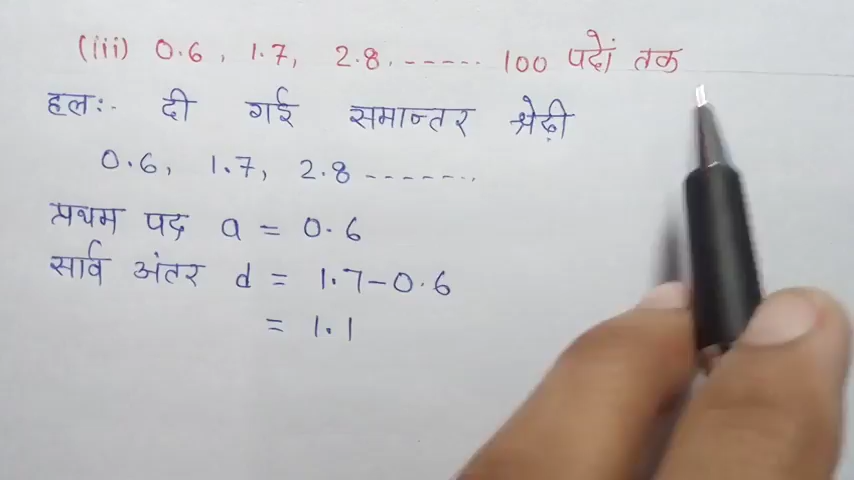 (iii) 0.6, 1.7, 2.8. ------ 100 पदों तक
हलः- दी गई समान्तर श्रेढ़ी
0.6, 1.7, 2.8 -------
प्रथम पद a = 0.6
सार्व अंतर d = 1.7-0.6
= 1.1